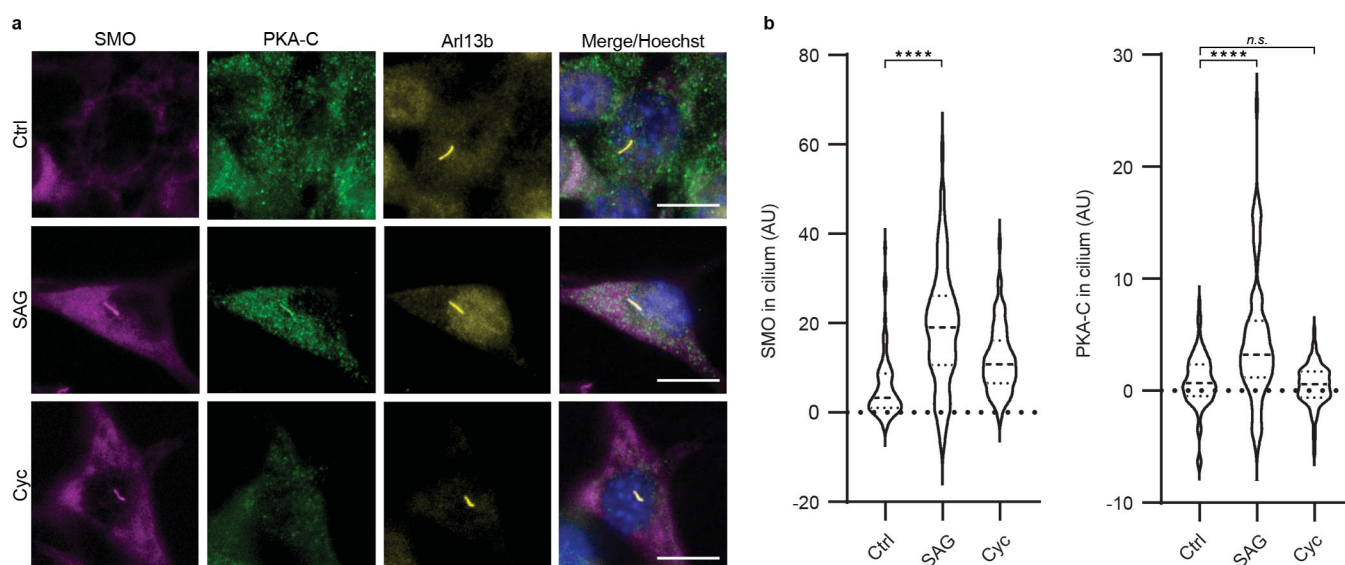 a
SMO PKA-C Arl13b Merge/Hoechst
Ctrl
SAG
Cyc
b
SMO in cilium (AU)
80
60
40
20
0
-20
****
Ctrl SAG Cyc
PKA-C in cilium (AU)
30
20
10
0
-10
n.s.
****
Ctrl SAG Cyc